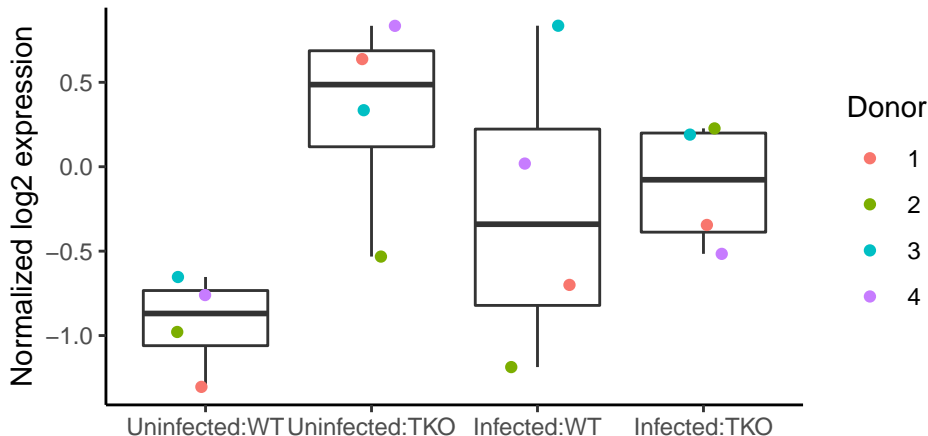 Normalized log2 expression
0.5
0.0
−0.5
−1.0
Uninfected:WT Uninfected:TKO Infected:WT Infected:TKO
Donor
1
2
3
4